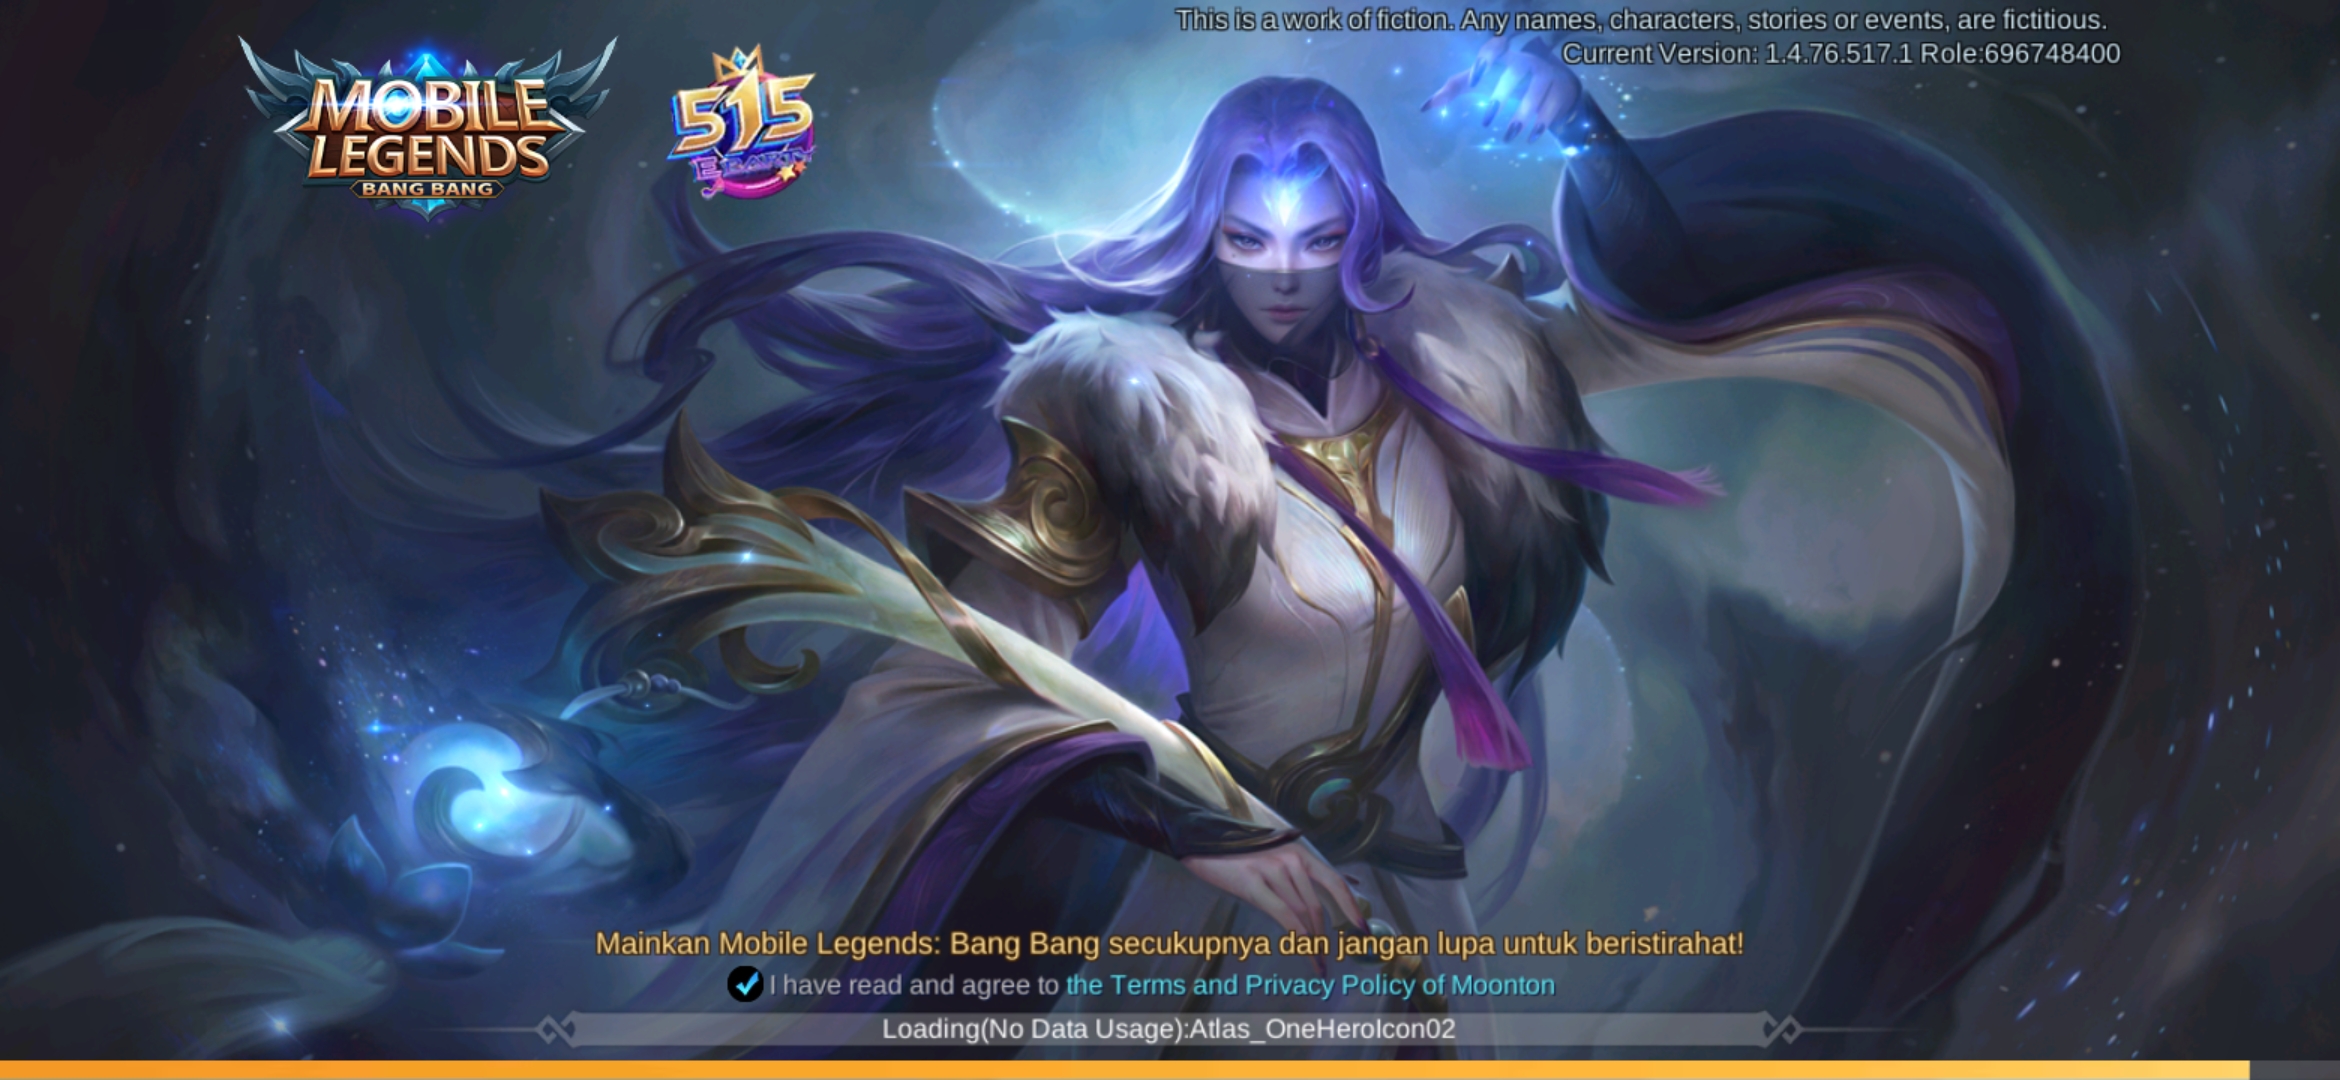 This is a work of fiction. Any names, characters, stories or events, are fictitious.
Current Version: 1.4.76.517.1 Role:696748400
MOBILE
LEGENDS
BANG BANG
515
E PARTY
Mainkan Mobile Legends: Bang Bang secukupnya dan jangan lupa untuk beristirahat!
I have read and agree to the Terms and Privacy Policy of Moonton
Loading(No Data Usage):Atlas_OneHeroIcon02